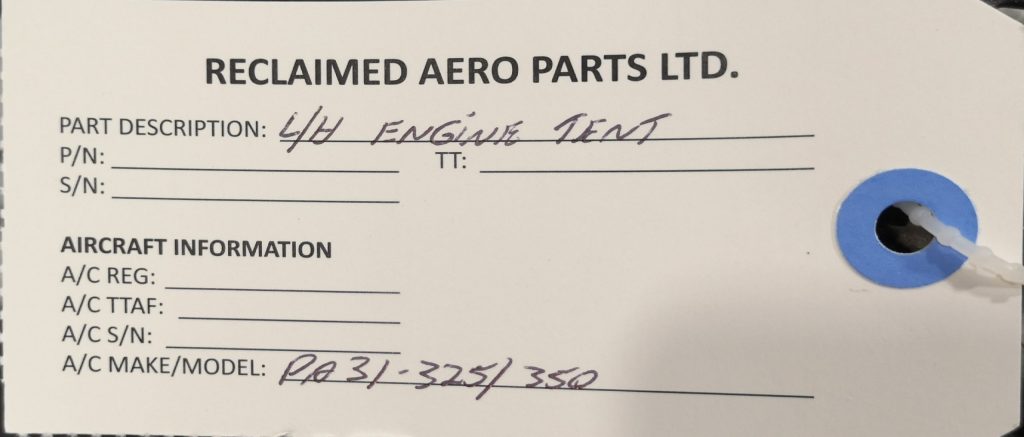 RECLAIMED AERO PARTS LTD.
PART DESCRIPTION: L/H ENGINE TENT
P/N: TT:
S/N:
AIRCRAFT INFORMATION
A/C REG:
A/C TTAF:
A/C S/N:
A/C MAKE/MODEL: PA31-325/350